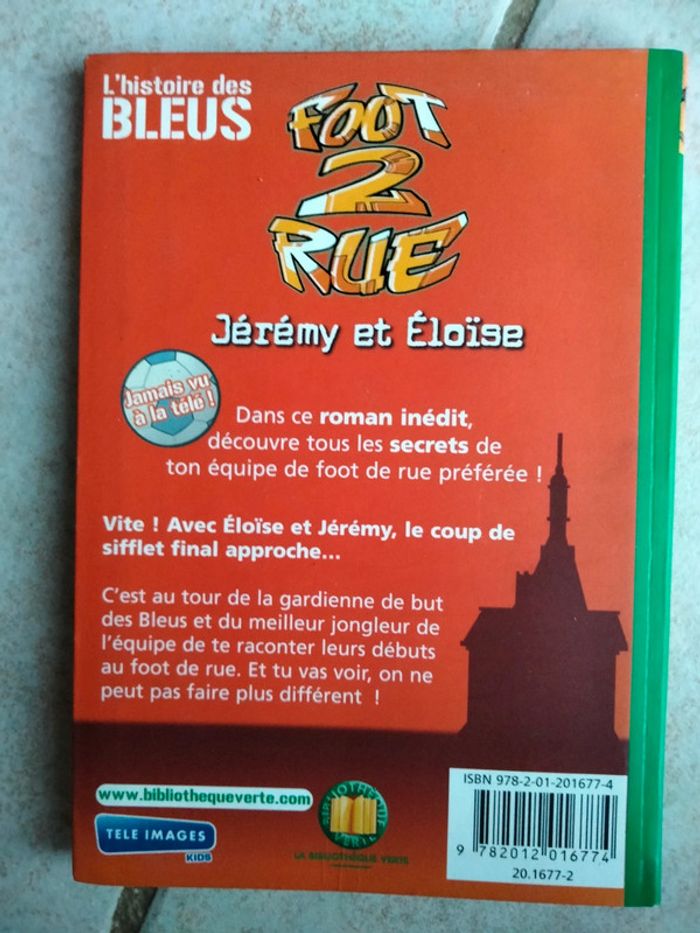 L'histoire des
BLEUS
FOOT
2
RUE
Jérémy et Éloïse
Jamais vu
à la télé !
Dans ce roman inédit,
découvre tous les secrets de
ton équipe de foot de rue préférée !
Vite ! Avec Éloïse et Jérémy, le coup de
sifflet final approche...
C'est au tour de la gardienne de but
des Bleus et du meilleur jongleur de
l'équipe de te raconter leurs débuts
au foot de rue. Et tu vas voir, on ne
peut pas faire plus différent !
www.bibliothequeverte.com
TELE IMAGES
KIDS
BIBLIOTHÈQUE
VERTE
LA BIBLIOTHÈQUE VERTE
ISBN 978-2-01-201677-4
9 782012 016774
20.1677-2